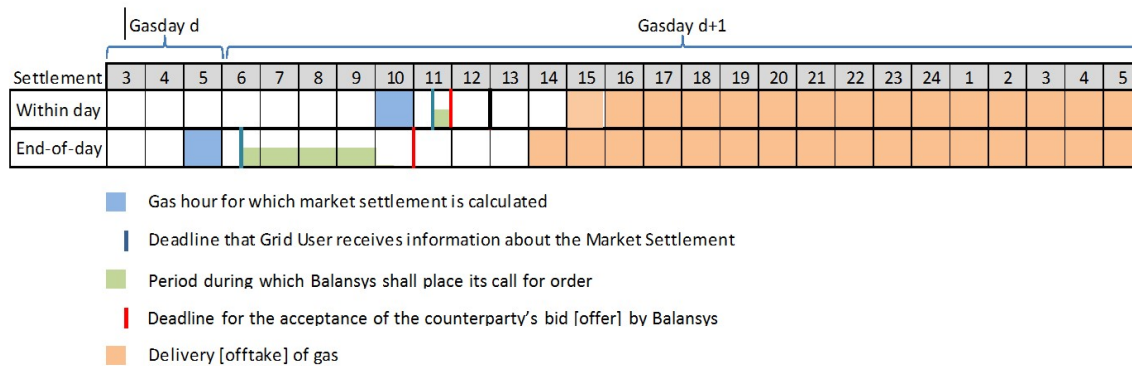 Gasday d Gasday d+1
Settlement 3 4 5 6 7 8 9 10 11 12 13 14 15 16 17 18 19 20 21 22 23 24 1 2 3 4 5
Within day
End-of-day
Gas hour for which market settlement is calculated
Deadline that Grid User receives information about the Market Settlement
Period during which Balansys shall place its call for order
Deadline for the acceptance of the counterparty's bid [offer] by Balansys
Delivery [offtake] of gas